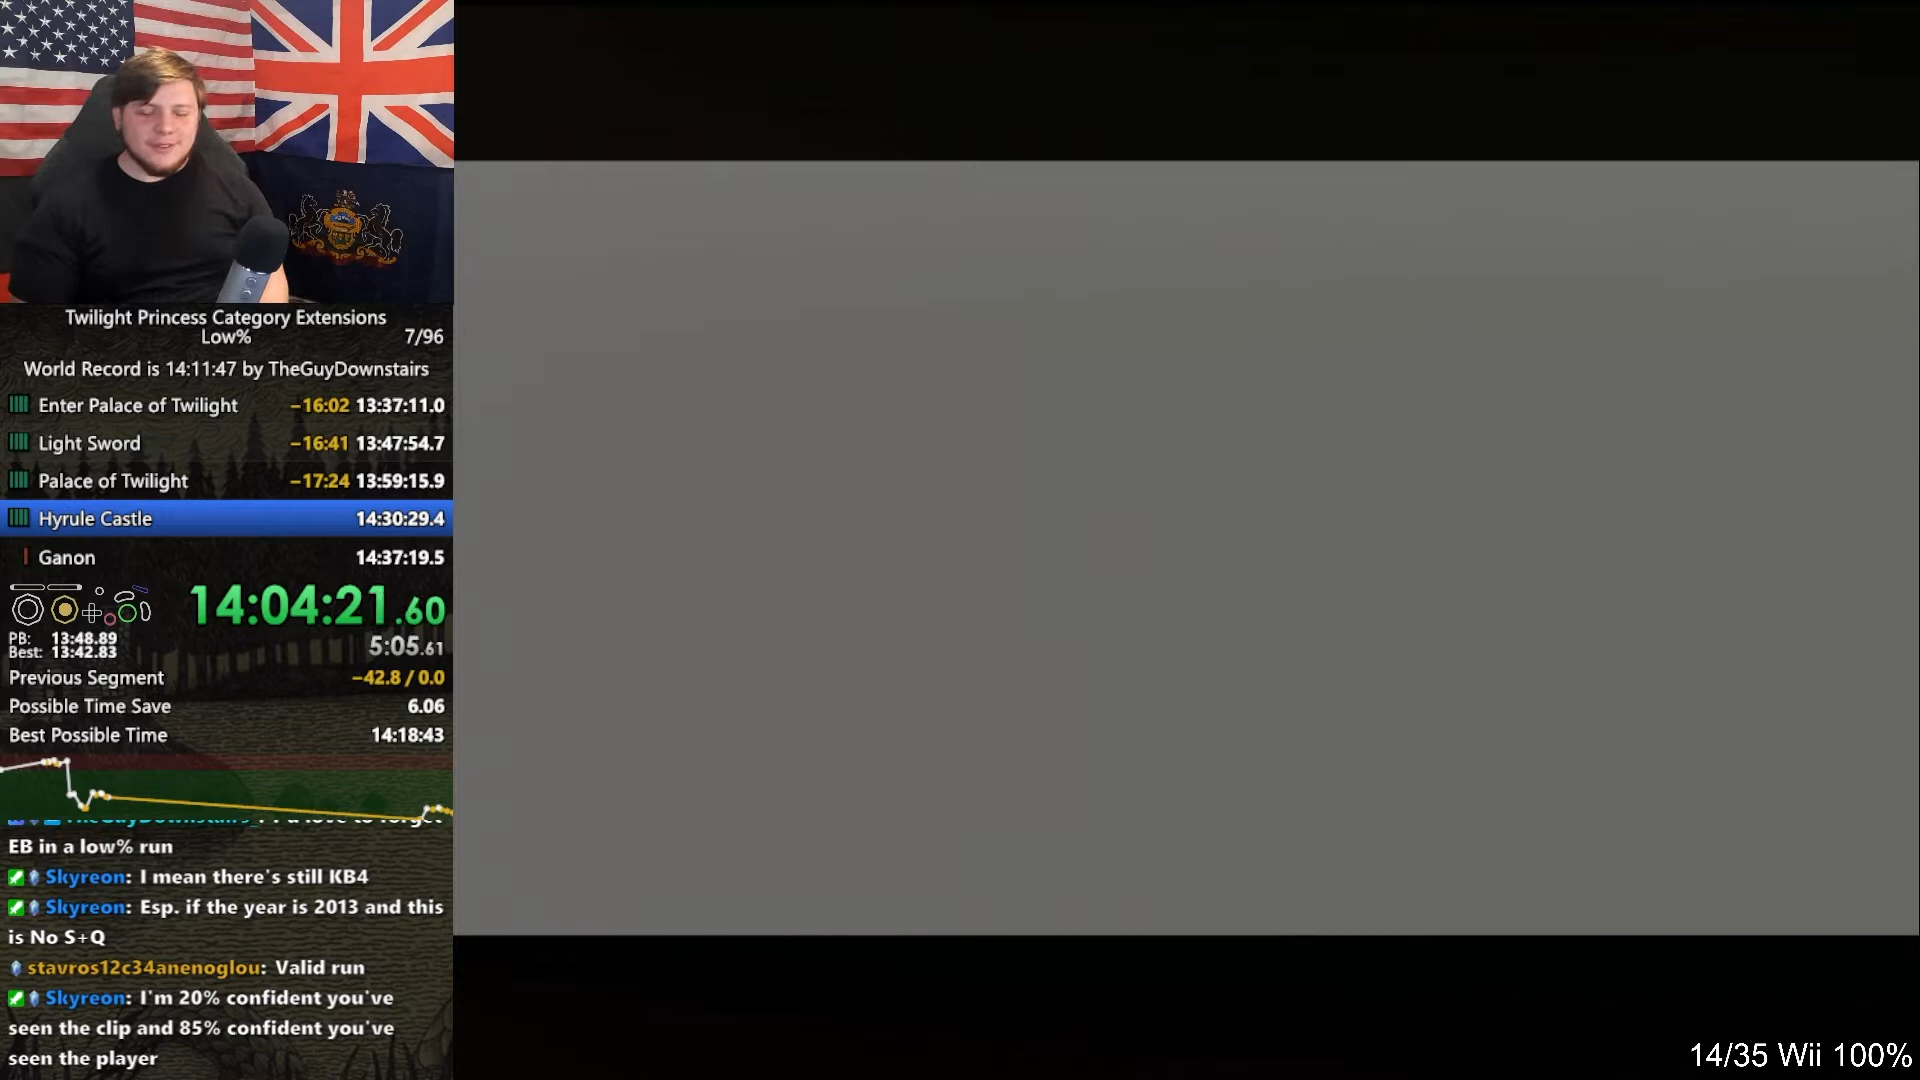 Twilight Princess Category Extensions
Low% 7/96
World Record is 14:11:47 by TheGuyDownstairs
Enter Palace of Twilight −16:02 13:37:11.0
Light Sword −16:41 13:47:54.7
Palace of Twilight −17:24 13:59:15.9
Hyrule Castle 14:30:29.4
Ganon 14:37:19.5
14:04:21.60
PB: 13:48.89
Best: 13:42.83
5:05.61
Previous Segment −42.8 / 0.0
Possible Time Save 6.06
Best Possible Time 14:18:43
EB in a low% run
Skyreon: I mean there's still KB4
Skyreon: Esp. if the year is 2013 and this
is No S+Q
stavros12c34anenoglou: Valid run
Skyreon: I'm 20% confident you've
seen the clip and 85% confident you've
seen the player
14/35 Wii 100%